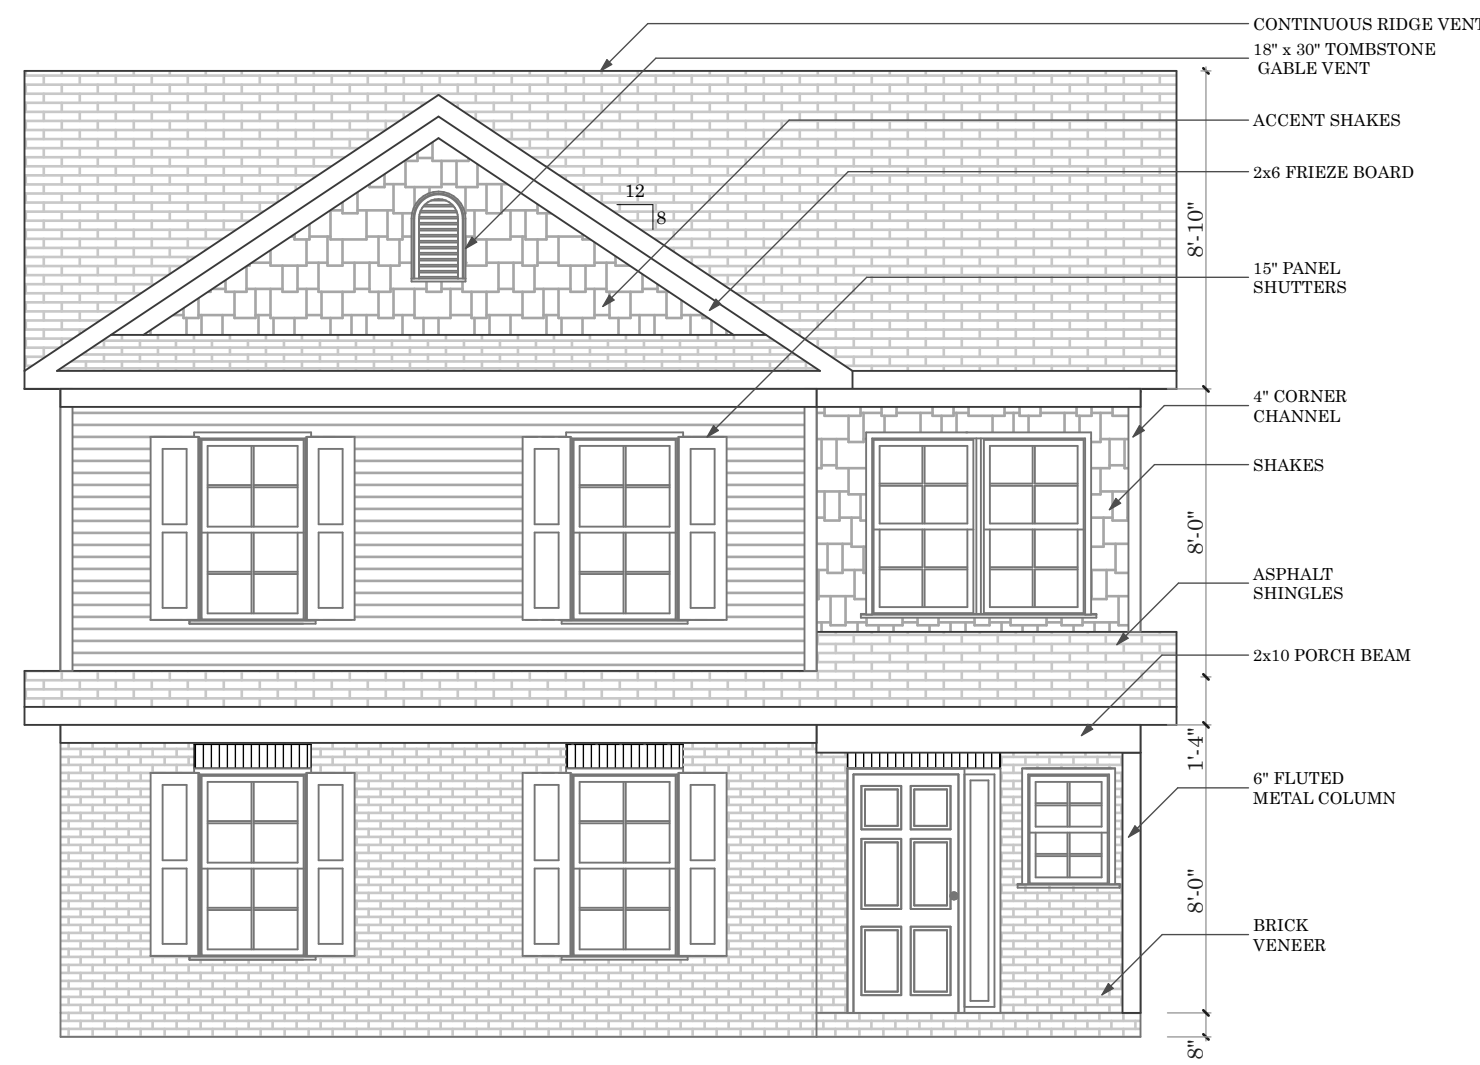 CONTINUOUS RIDGE VENT
18" x 30" TOMBSTONE
GABLE VENT
ACCENT SHAKES
2x6 FRIEZE BOARD
12
8
8'-10"
15" PANEL
SHUTTERS
4" CORNER
CHANNEL
SHAKES
8'-0"
ASPHALT
SHINGLES
2x10 PORCH BEAM
1'-4"
6" FLUTED
METAL COLUMN
8'-0"
BRICK
VENEER
8"